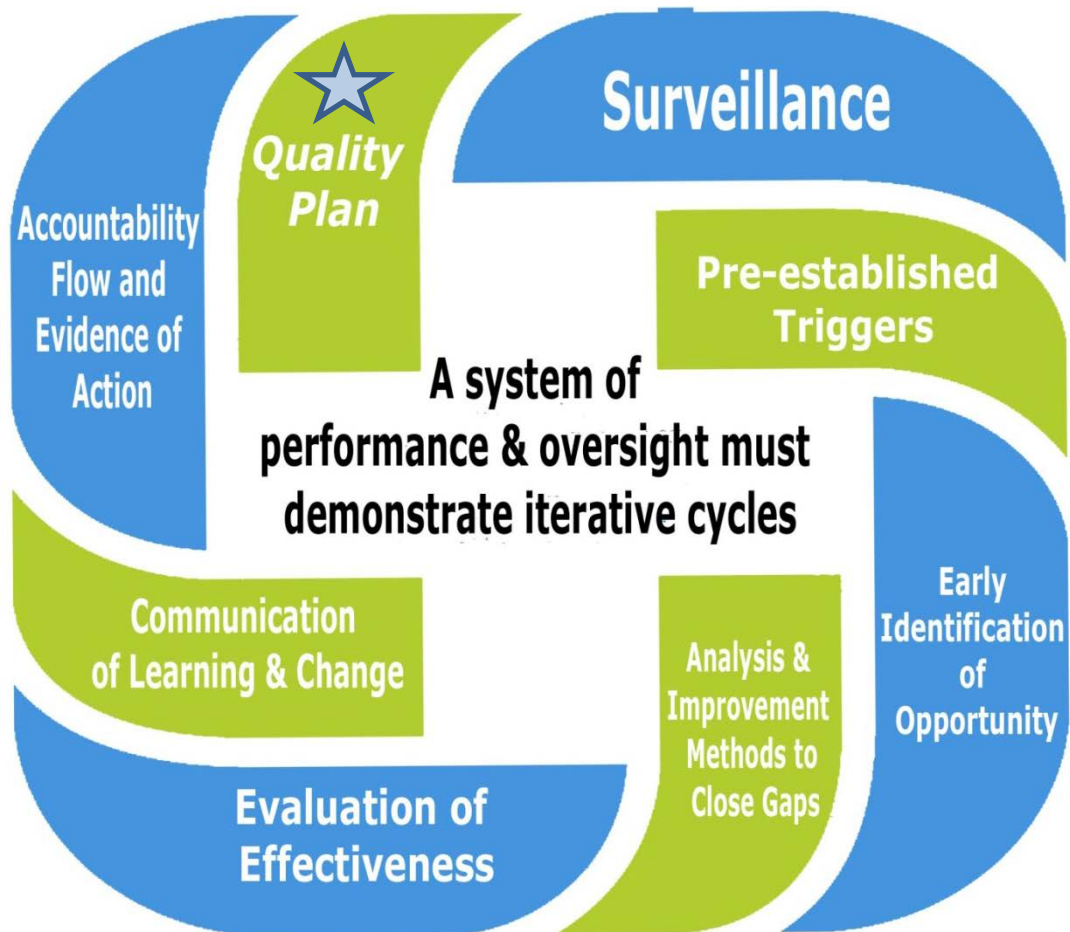 Quality
Plan
Surveillance
Pre-established
Triggers
Early
Identification
of
Opportunity
Analysis &
Improvement
Methods to
Close Gaps
Evaluation of
Effectiveness
Communication
of Learning & Change
Accountability
Flow and
Evidence of
Action
A system of
performance & oversight must
demonstrate iterative cycles